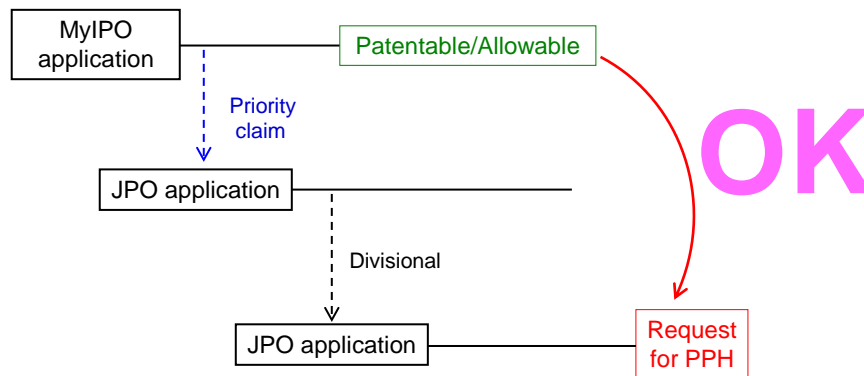 MyIPO
application
Patentable/Allowable
Priority
claim
OK
JPO application
Divisional
JPO application
Request
for PPH